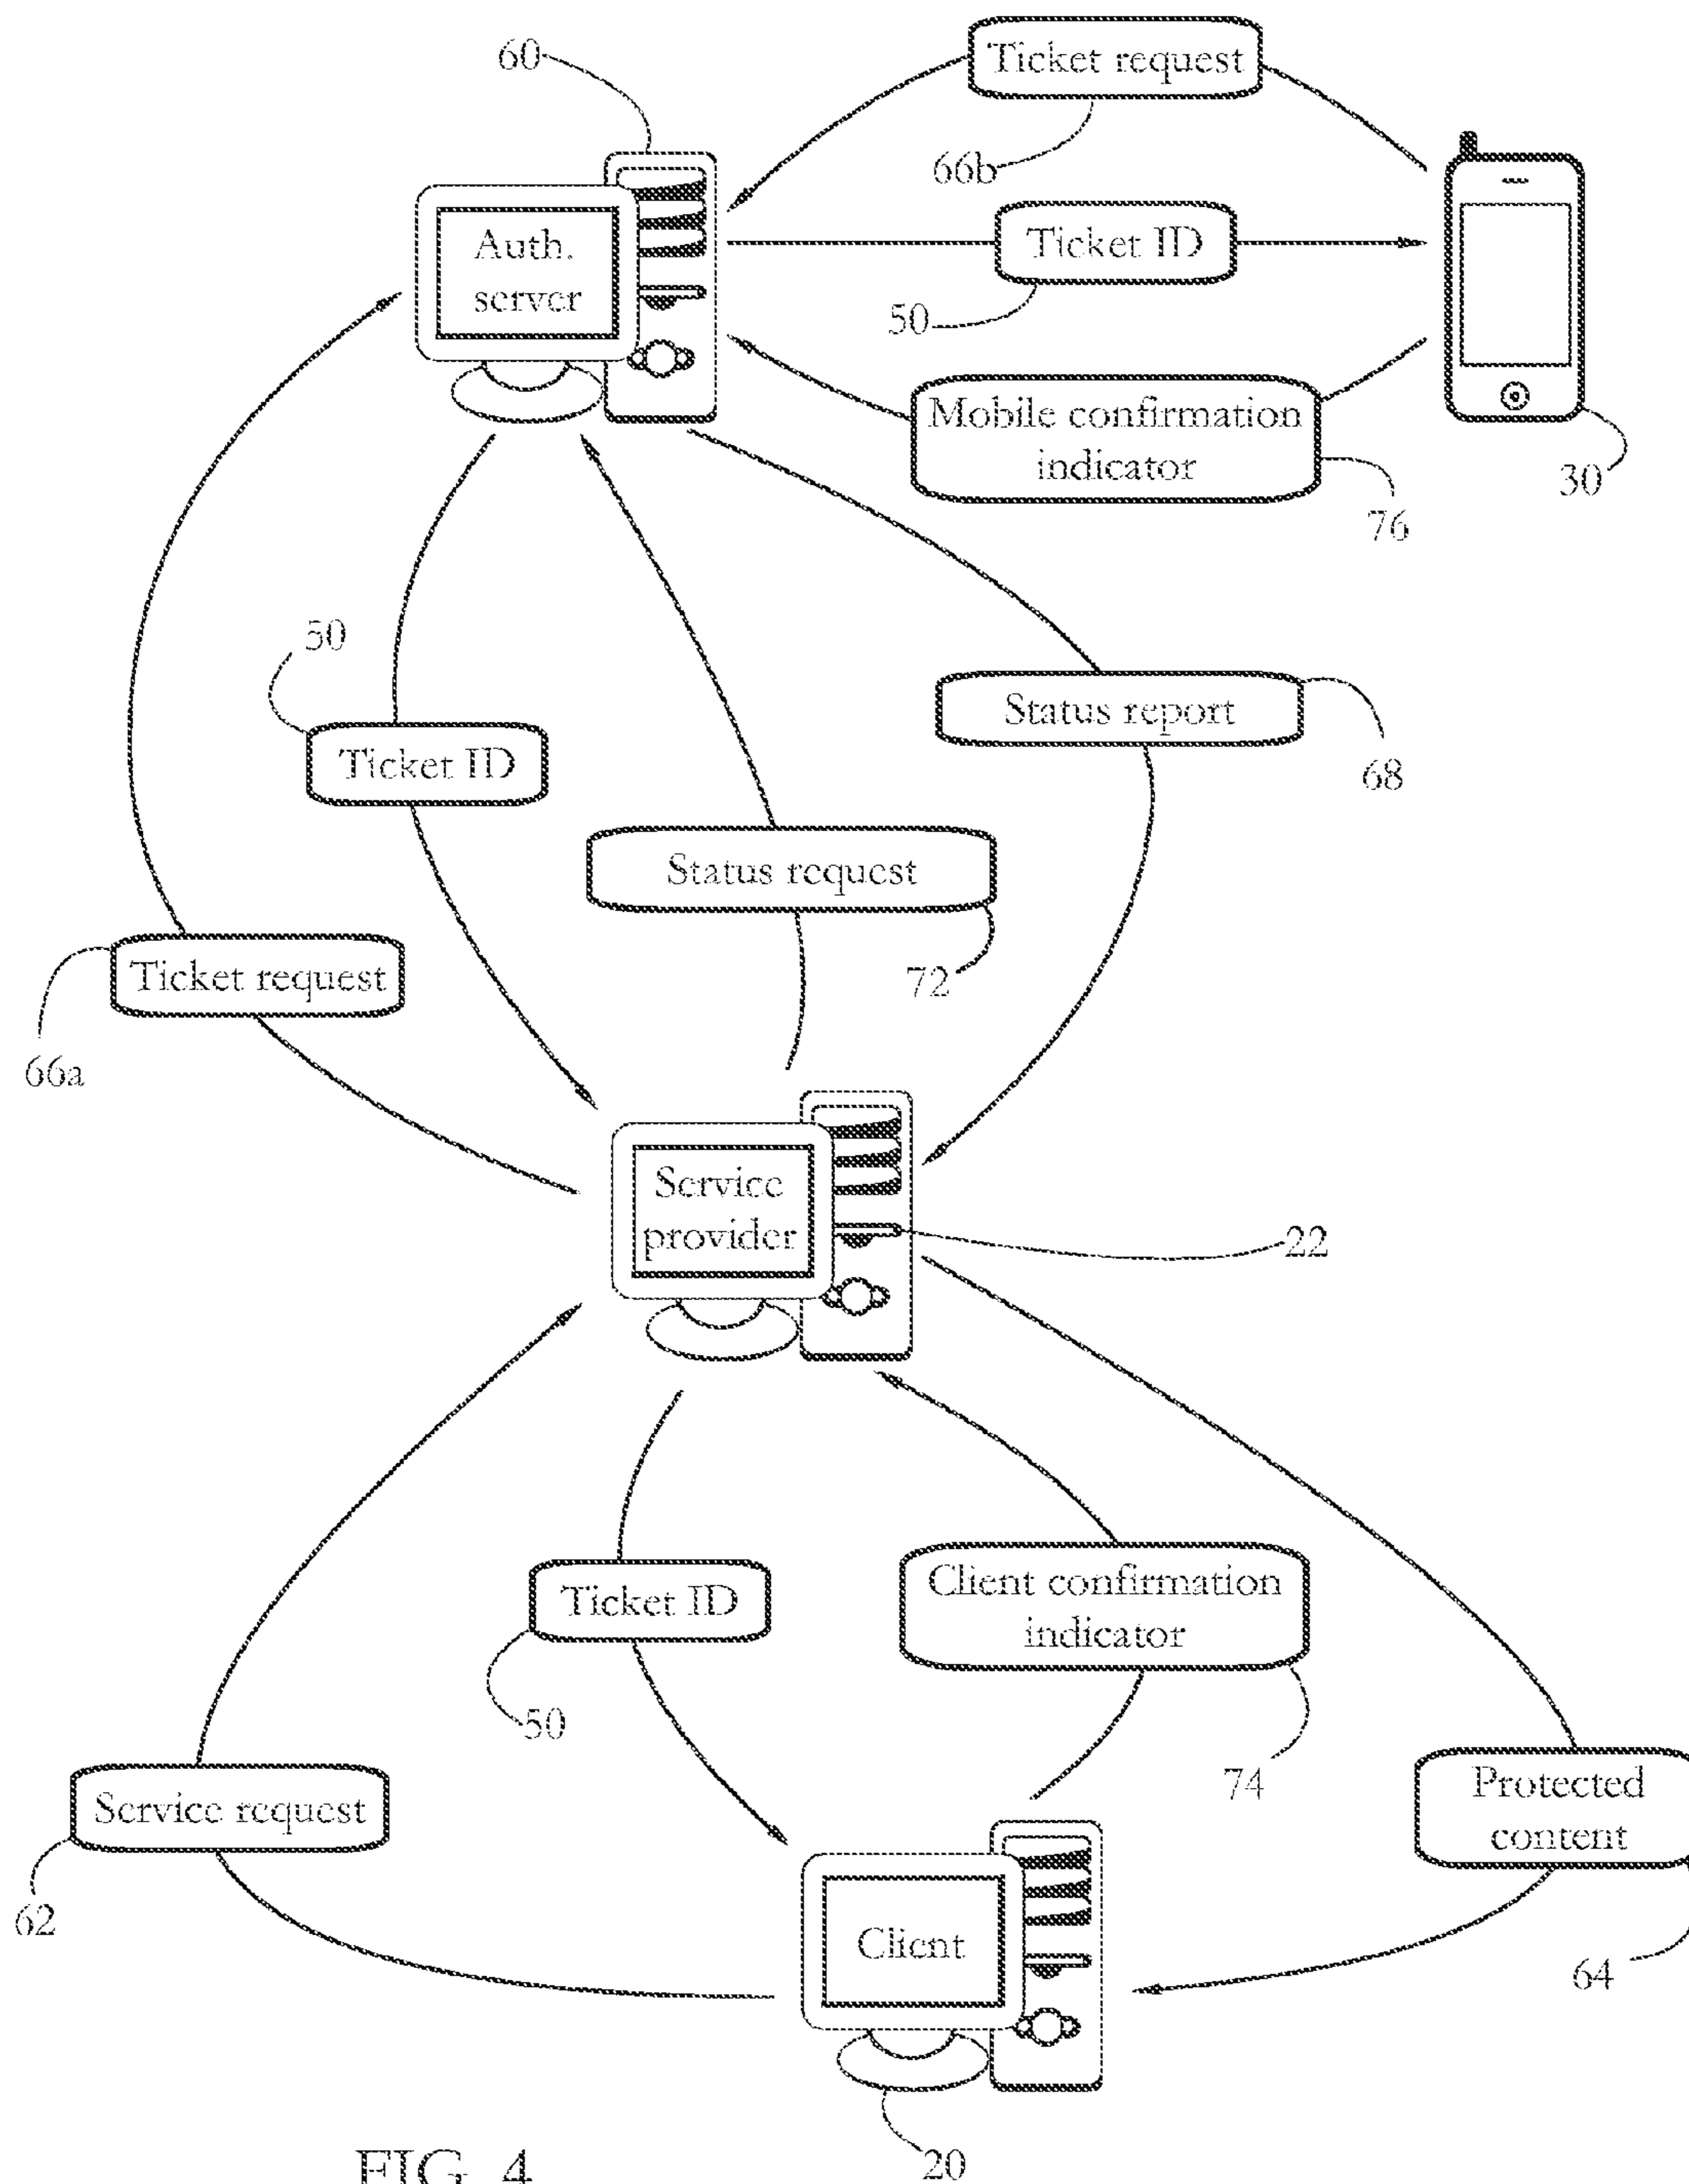 60
Ticket request
66b
Auth.
server
Ticket ID
50
Mobile confirmation
indicator
76
30
50
Ticket ID
Status report
68
Status request
72
Ticket request
66a
Service
provider
22
Ticket ID
50
Client confirmation
indicator
74
Service request
62
Protected
content
64
Client
20
FIG. 4